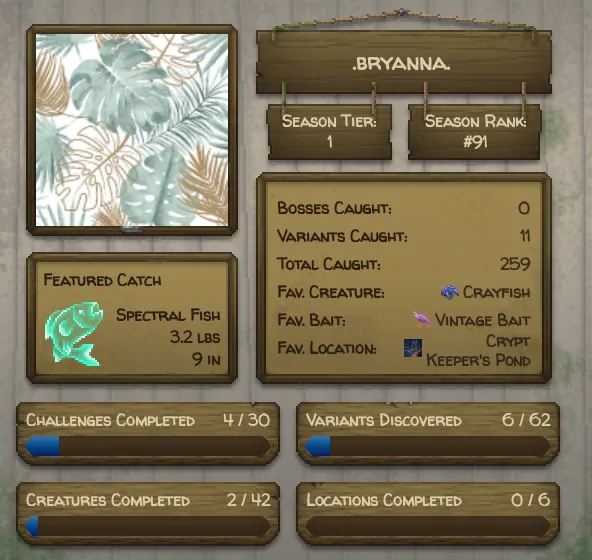 .BRYANNA.
SEASON TIER:
1
SEASON RANK:
#91
FEATURED CATCH
SPECTRAL FISH
3.2 LBS
9 IN
BOSSES CAUGHT: 0
VARIANTS CAUGHT: 11
TOTAL CAUGHT: 259
FAV. CREATURE: CRAYFISH
FAV. BAIT: VINTAGE BAIT
FAV. LOCATION: CRYPT
KEEPER'S POND
CHALLENGES COMPLETED 4 / 30
VARIANTS DISCOVERED 6 / 62
CREATURES COMPLETED 2 / 42
LOCATIONS COMPLETED 0 / 6